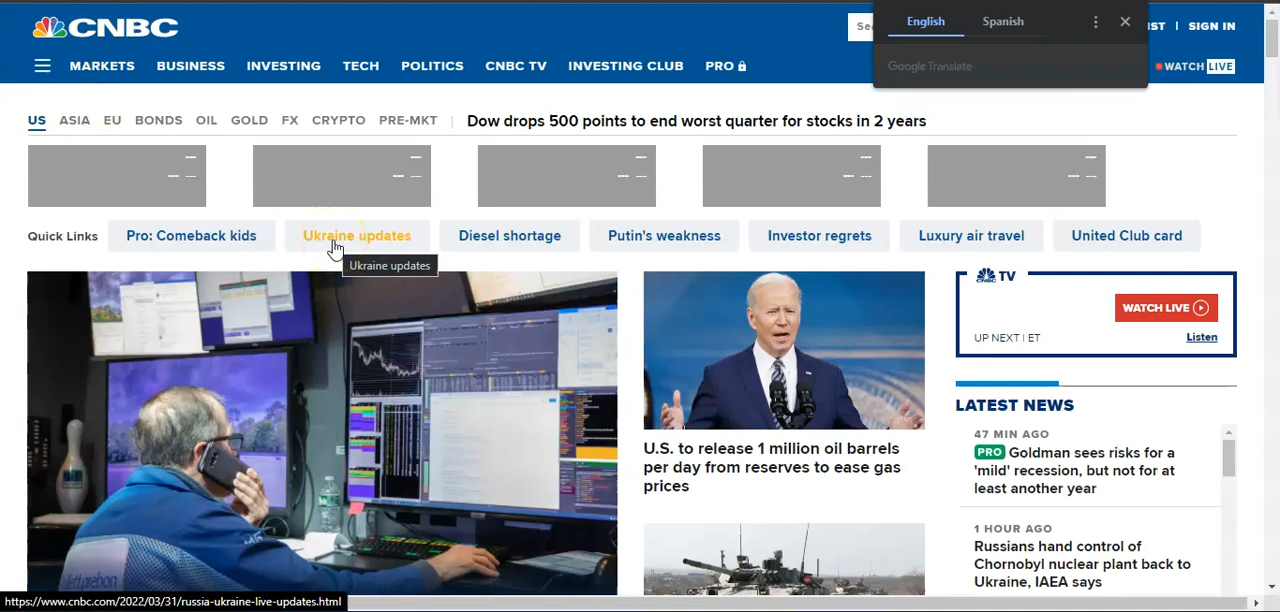 CNBC
Sea
IST | SIGN IN
English Spanish
Google Translate
MARKETS BUSINESS INVESTING TECH POLITICS CNBC TV INVESTING CLUB PRO
WATCH LIVE
US ASIA EU BONDS OIL GOLD FX CRYPTO PRE-MKT | Dow drops 500 points to end worst quarter for stocks in 2 years
Quick Links Pro: Comeback kids Ukraine updates Diesel shortage Putin's weakness Investor regrets Luxury air travel United Club card
Ukraine updates
U.S. to release 1 million oil barrels
per day from reserves to ease gas
prices
CNBC TV
WATCH LIVE
UP NEXT | ET Listen
LATEST NEWS
47 MIN AGO
PRO Goldman sees risks for a
'mild' recession, but not for at
least another year
1 HOUR AGO
Russians hand control of
Chornobyl nuclear plant back to
Ukraine, IAEA says
https://www.cnbc.com/2022/03/31/russia-ukraine-live-updates.html